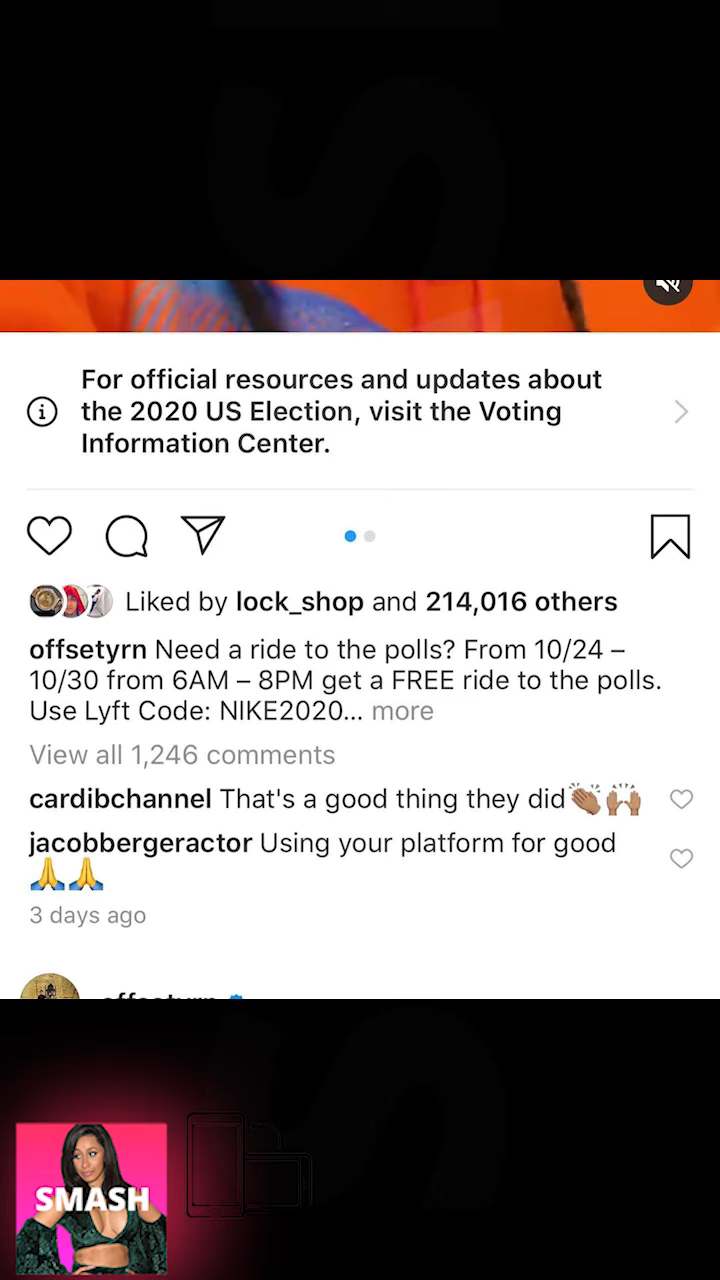 For official resources and updates about
the 2020 US Election, visit the Voting
Information Center.
Liked by lock_shop and 214,016 others
offsetyrn Need a ride to the polls? From 10/24 –
10/30 from 6AM – 8PM get a FREE ride to the polls.
Use Lyft Code: NIKE2020... more
View all 1,246 comments
cardibchannel That's a good thing they did👏🏽🙌🏽
jacobbergeractor Using your platform for good
🙏🙏
3 days ago
offsetyrn
SMASH